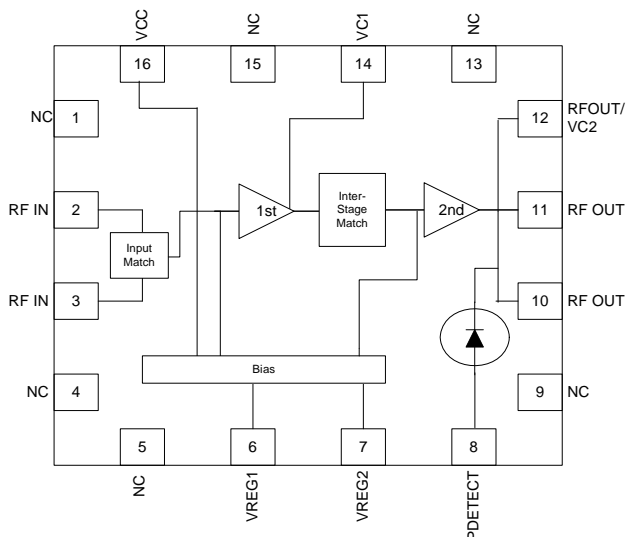 VCC
NC
VC1
NC
16
15
14
13
NC
1
12
RFOUT/
VC2
RF IN
2
1st
Inter-
Stage
Match
2nd
11
RF OUT
Input
Match
RF IN
3
10
RF OUT
Bias
NC
4
9
NC
5
6
7
8
NC
VREG1
VREG2
PDETECT